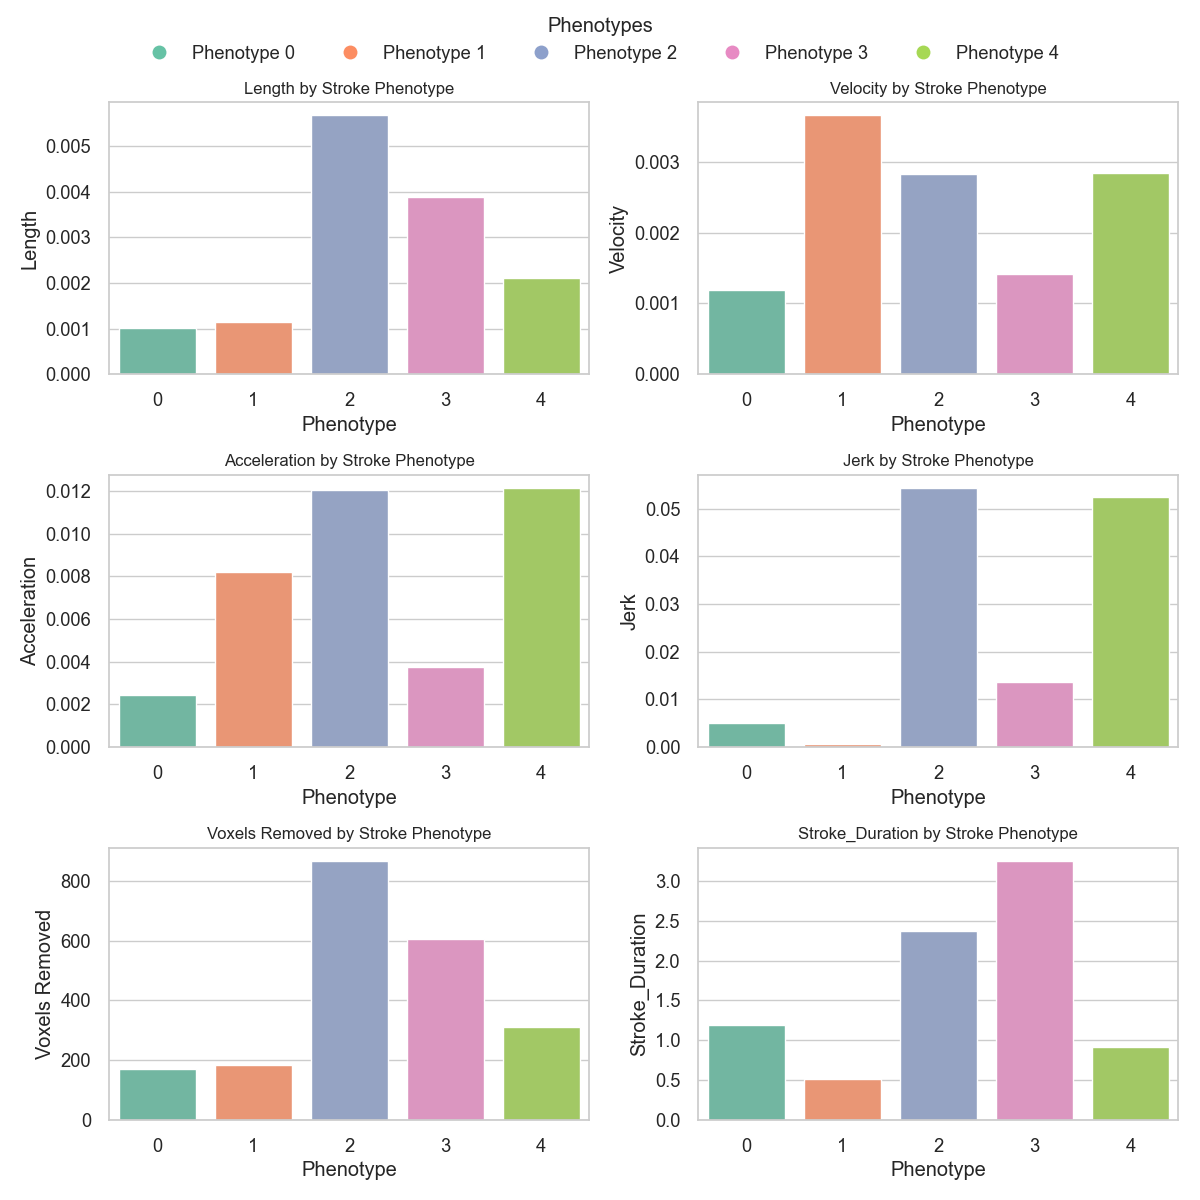 Phenotypes
Phenotype 0 Phenotype 1 Phenotype 2 Phenotype 3 Phenotype 4
Length by Stroke Phenotype
0.005
0.004
0.003
0.002
0.001
0.000
Length
0 1 2 3 4
Phenotype
Velocity by Stroke Phenotype
0.003
0.002
0.001
0.000
Velocity
0 1 2 3 4
Phenotype
Acceleration by Stroke Phenotype
0.012
0.010
0.008
0.006
0.004
0.002
0.000
Acceleration
0 1 2 3 4
Phenotype
Jerk by Stroke Phenotype
0.05
0.04
0.03
0.02
0.01
0.00
Jerk
0 1 2 3 4
Phenotype
Voxels Removed by Stroke Phenotype
800
600
400
200
0
Voxels Removed
0 1 2 3 4
Phenotype
Stroke_Duration by Stroke Phenotype
3.0
2.5
2.0
1.5
1.0
0.5
0.0
Stroke_Duration
0 1 2 3 4
Phenotype